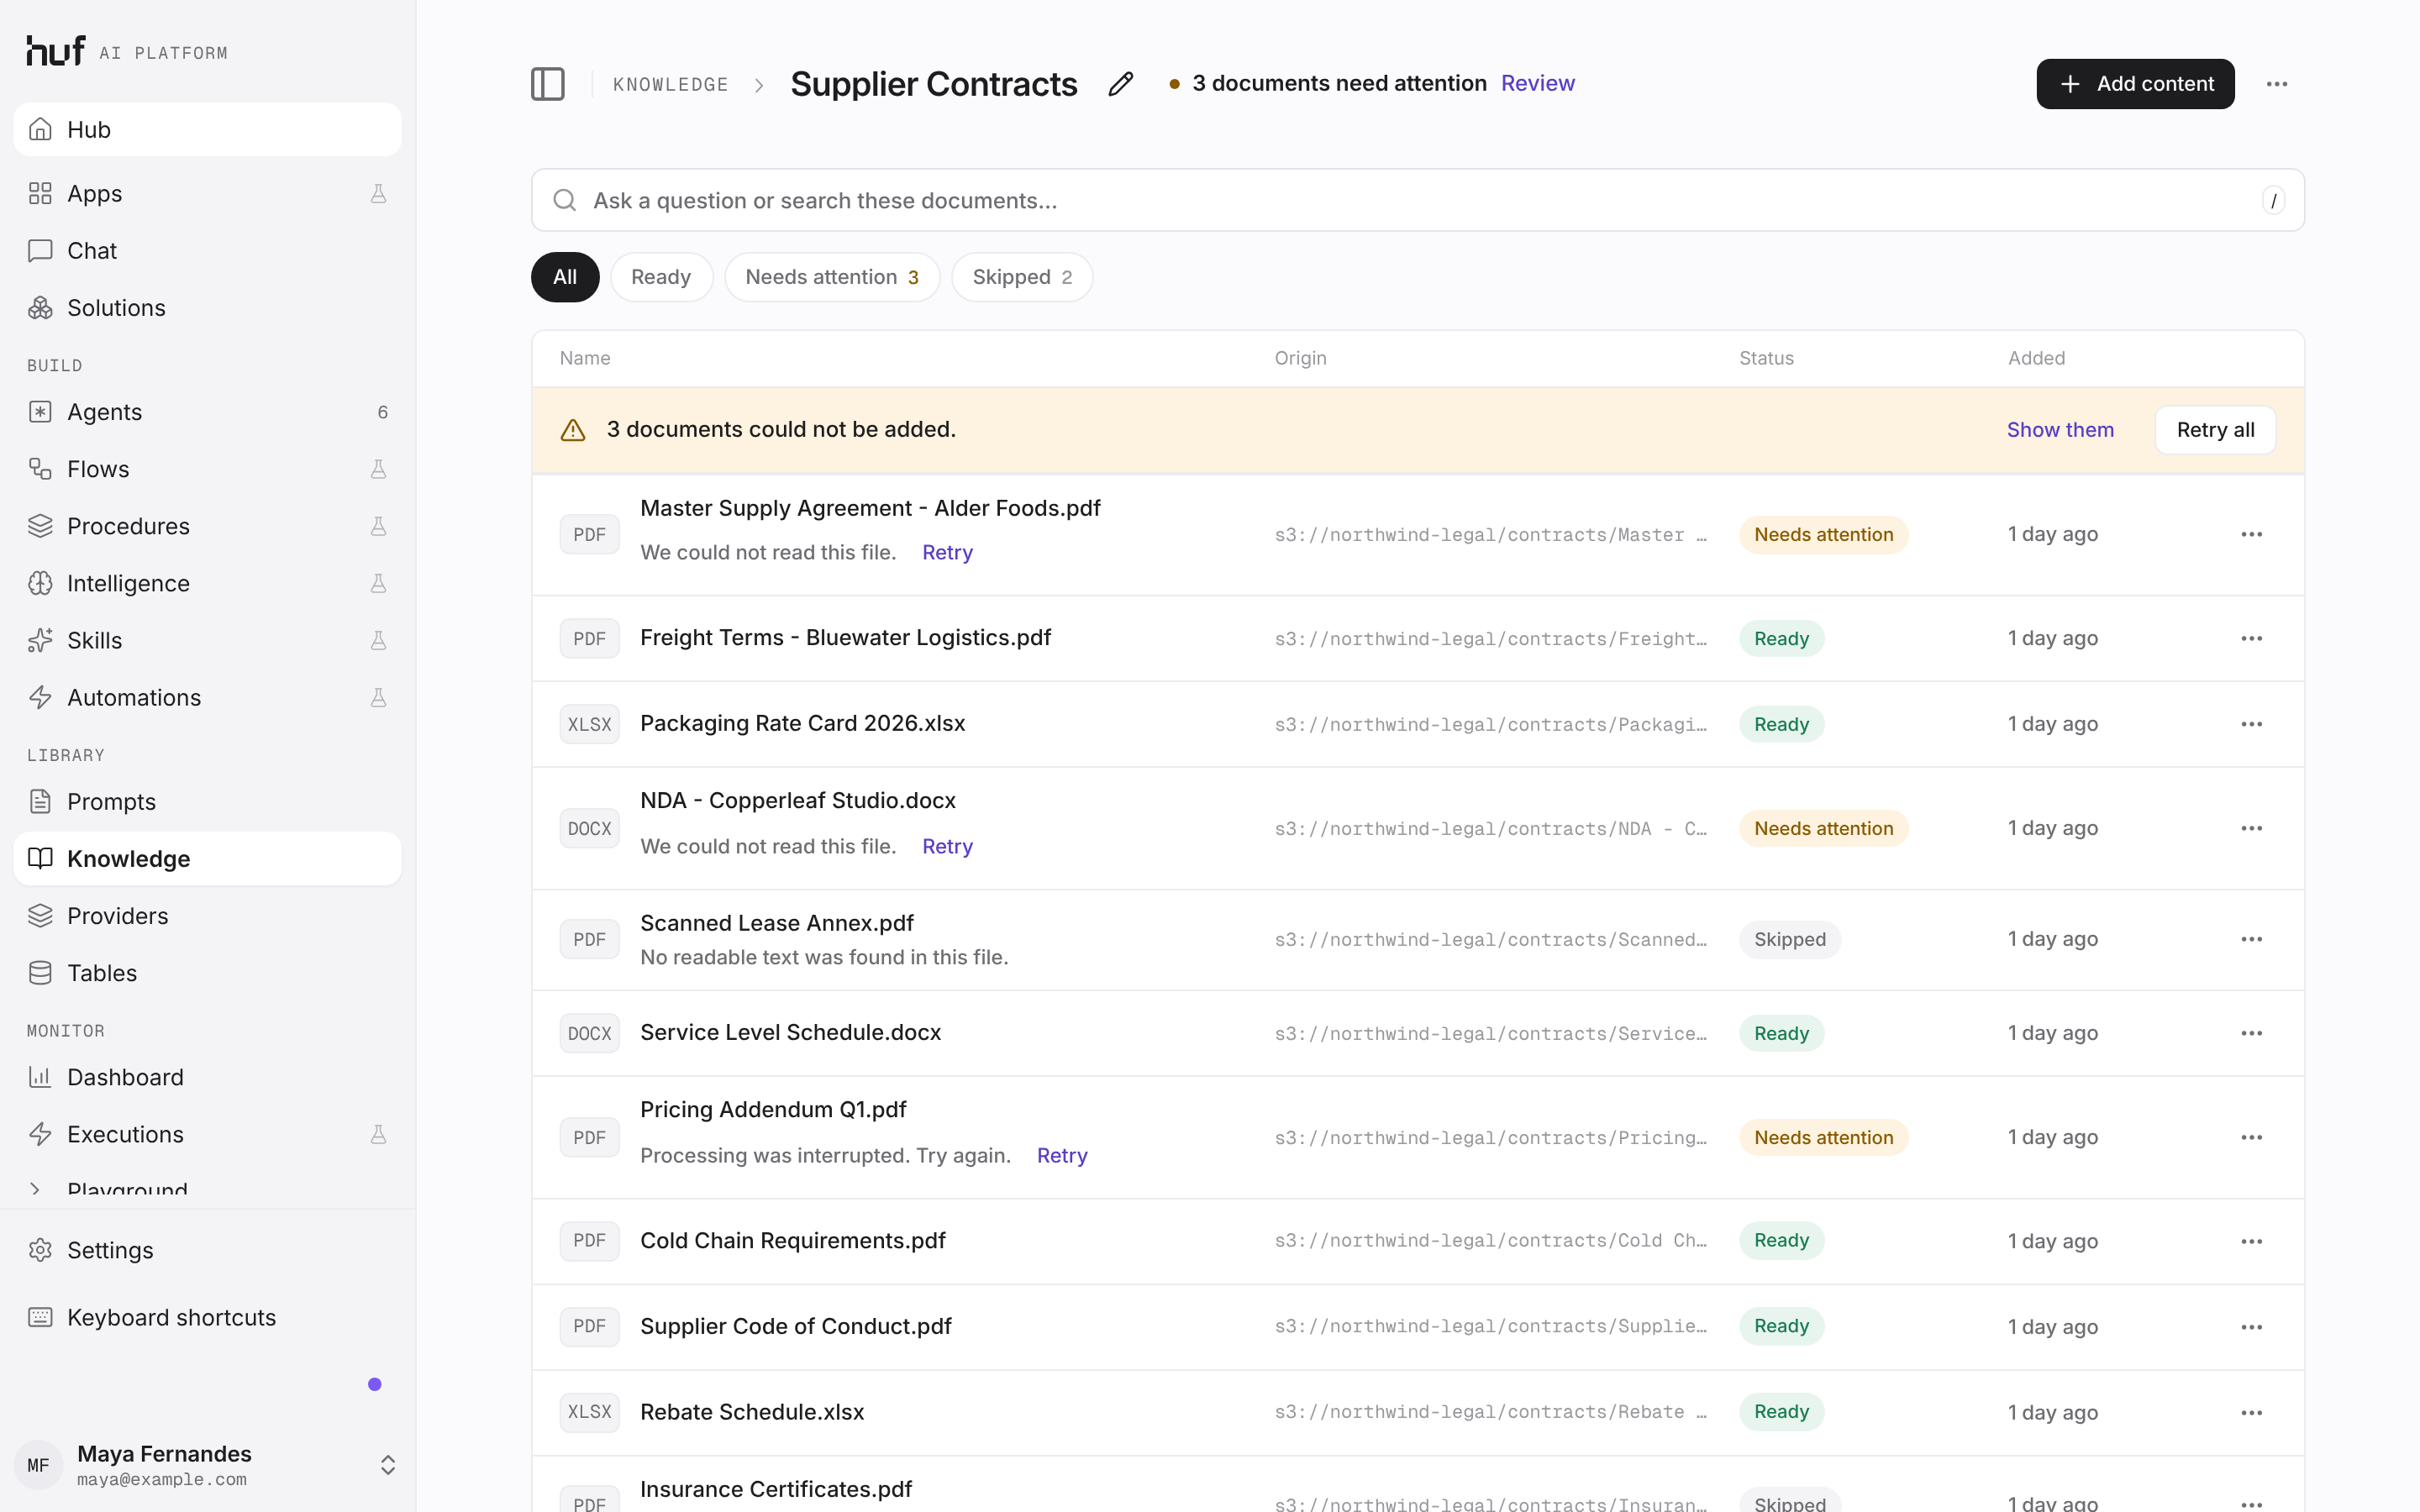 huf AI PLATFORM
Hub
Apps
Chat
Solutions
BUILD
Agents 6
Flows
Procedures
Intelligence
Skills
Automations
LIBRARY
Prompts
Knowledge
Providers
Tables
MONITOR
Dashboard
Executions
Playground
Settings
Keyboard shortcuts
MF
Maya Fernandes
maya@example.com
KNOWLEDGE Supplier Contracts 3 documents need attention Review
Add content
Ask a question or search these documents... /
All Ready Needs attention 3 Skipped 2
Name Origin Status Added
3 documents could not be added. Show them Retry all
Master Supply Agreement - Alder Foods.pdf
PDF s3://northwind-legal/contracts/Master … Needs attention 1 day ago
We could not read this file. Retry
PDF Freight Terms - Bluewater Logistics.pdf s3://northwind-legal/contracts/Freight… Ready 1 day ago
XLSX Packaging Rate Card 2026.xlsx s3://northwind-legal/contracts/Packagi… Ready 1 day ago
NDA - Copperleaf Studio.docx
DOCX s3://northwind-legal/contracts/NDA - C… Needs attention 1 day ago
We could not read this file. Retry
Scanned Lease Annex.pdf
PDF s3://northwind-legal/contracts/Scanned… Skipped 1 day ago
No readable text was found in this file.
DOCX Service Level Schedule.docx s3://northwind-legal/contracts/Service… Ready 1 day ago
Pricing Addendum Q1.pdf
PDF s3://northwind-legal/contracts/Pricing… Needs attention 1 day ago
Processing was interrupted. Try again. Retry
PDF Cold Chain Requirements.pdf s3://northwind-legal/contracts/Cold Ch… Ready 1 day ago
PDF Supplier Code of Conduct.pdf s3://northwind-legal/contracts/Supplie… Ready 1 day ago
XLSX Rebate Schedule.xlsx s3://northwind-legal/contracts/Rebate … Ready 1 day ago
Insurance Certificates.pdf
PDF s3://northwind-legal/contracts/Insuran… Skipped 1 day ago